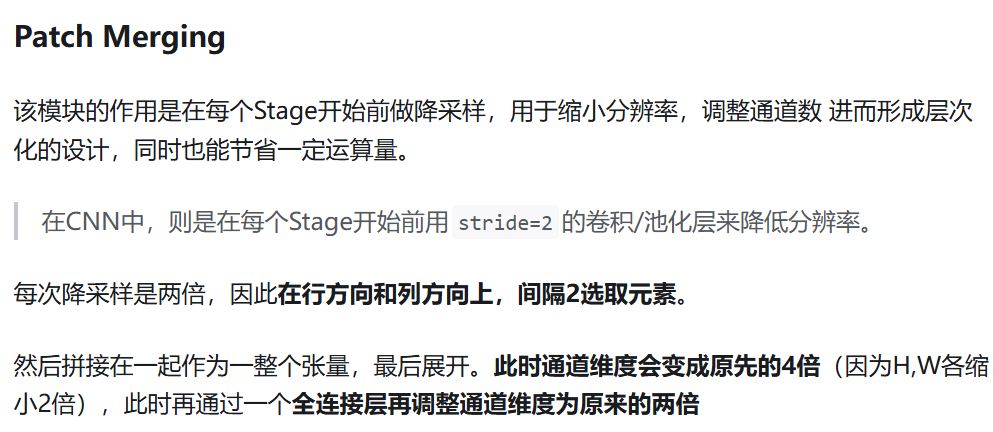 Patch Merging
该模块的作用是在每个Stage开始前做降采样，用于缩小分辨率，调整通道数 进而形成层次
化的设计，同时也能节省一定运算量。
在CNN中，则是在每个Stage开始前用 stride=2 的卷积/池化层来降低分辨率。
每次降采样是两倍，因此在行方向和列方向上，间隔2选取元素。
然后拼接在一起作为一整个张量，最后展开。此时通道维度会变成原先的4倍（因为H,W各缩
小2倍），此时再通过一个全连接层再调整通道维度为原来的两倍